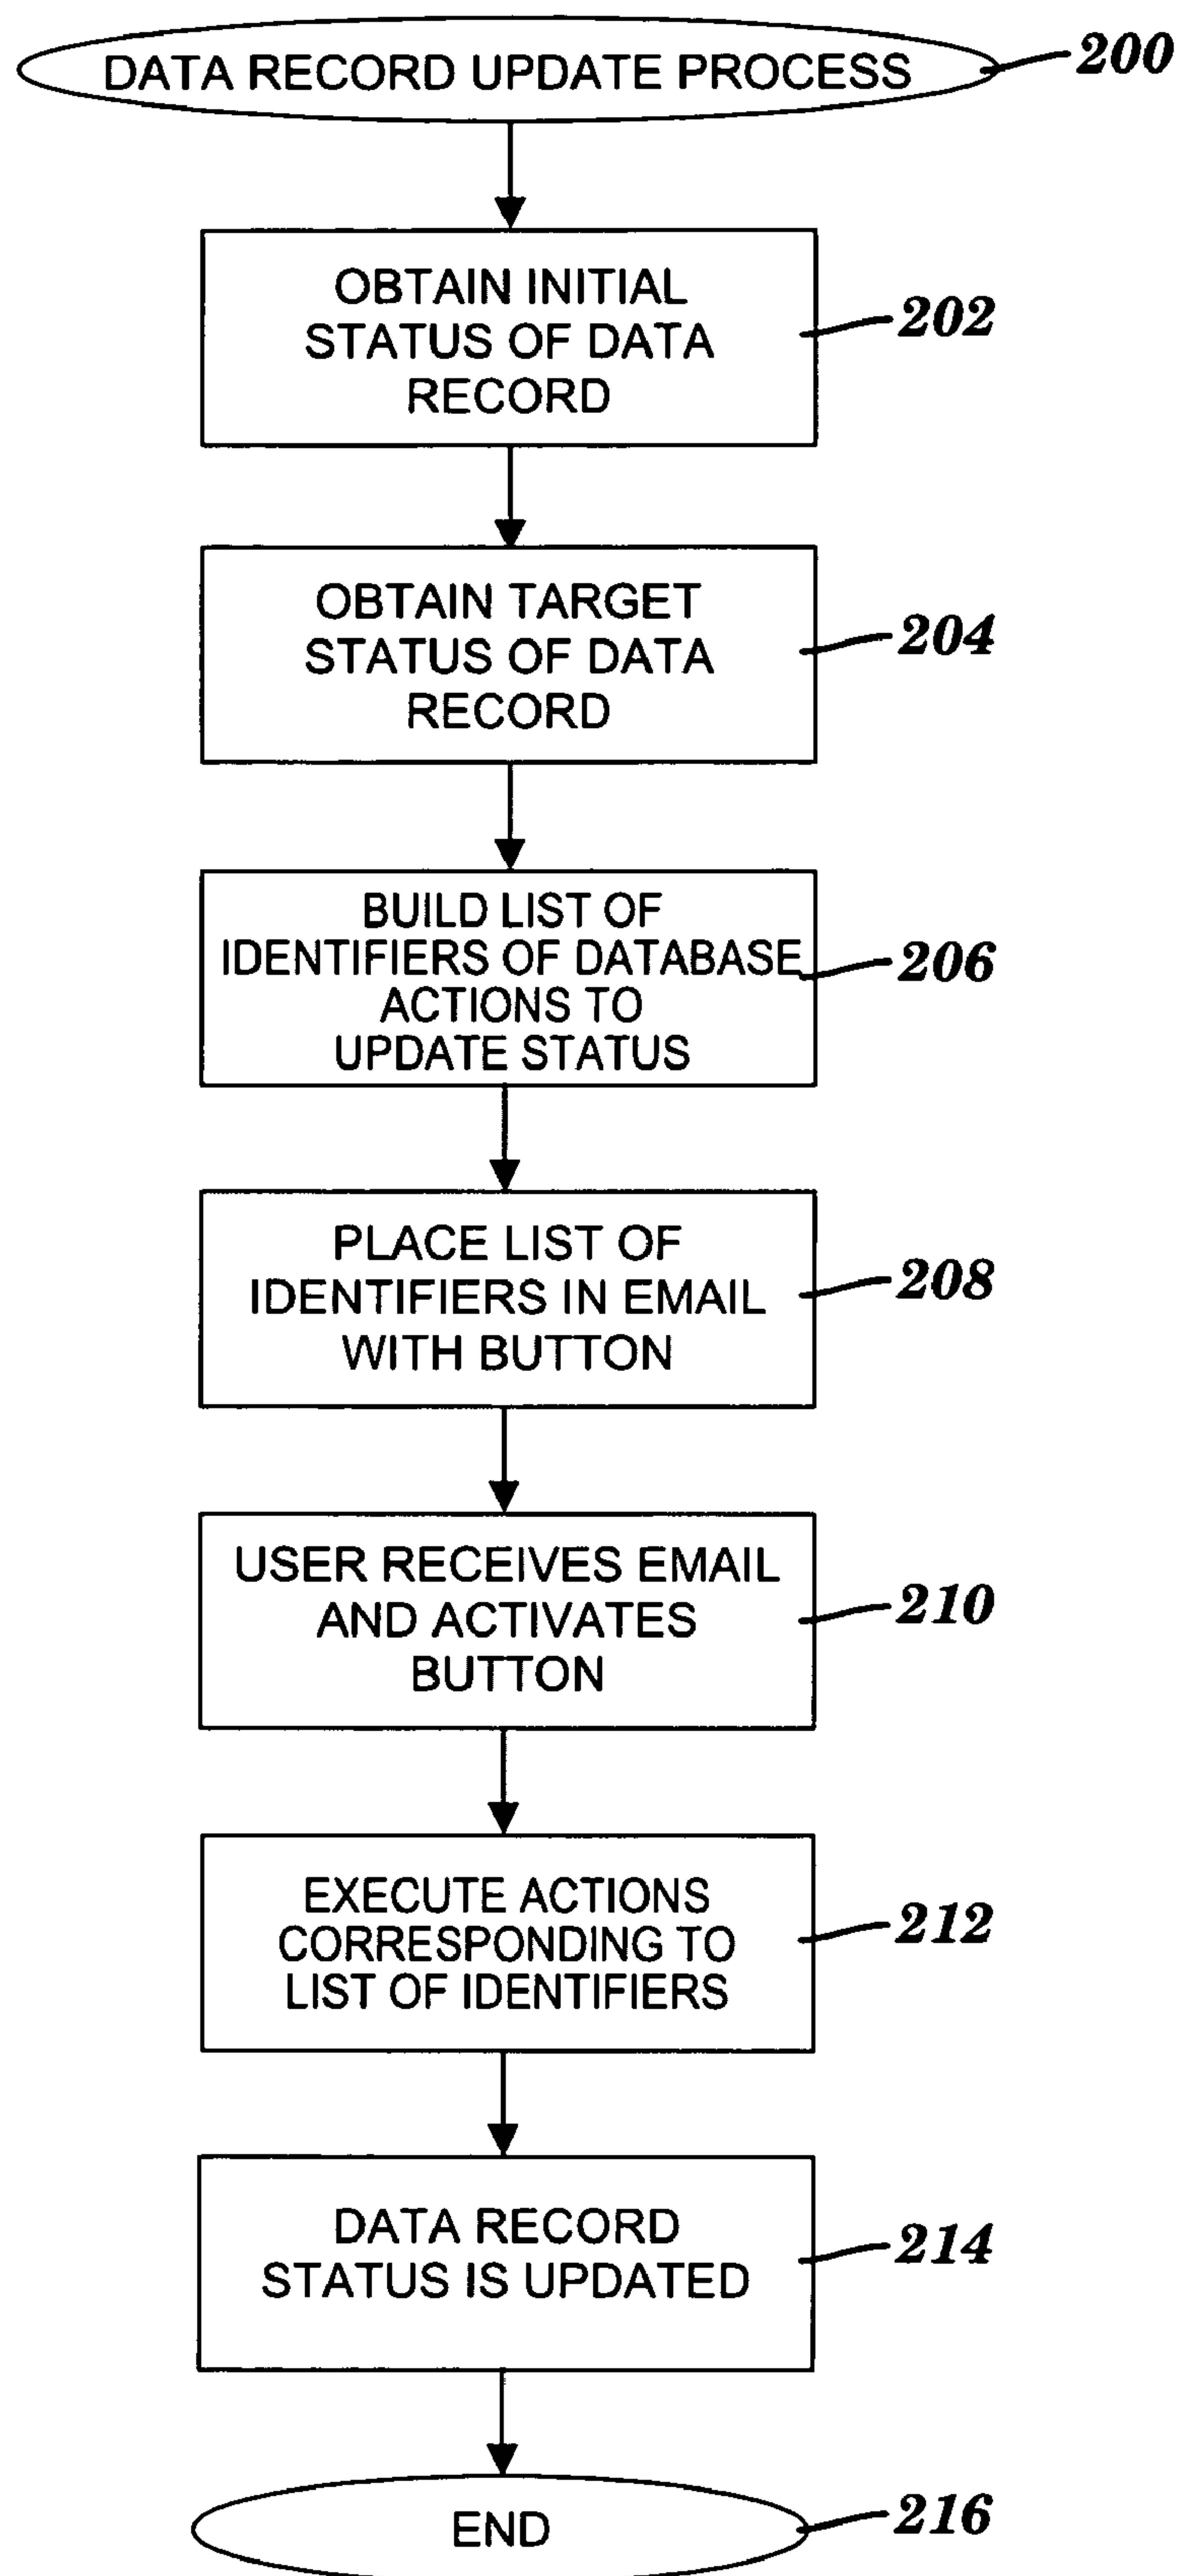 DATA RECORD UPDATE PROCESS
200
OBTAIN INITIAL
STATUS OF DATA
RECORD
202
OBTAIN TARGET
STATUS OF DATA
RECORD
204
BUILD LIST OF
IDENTIFIERS OF DATABASE
ACTIONS TO
UPDATE STATUS
206
PLACE LIST OF
IDENTIFIERS IN EMAIL
WITH BUTTON
208
USER RECEIVES EMAIL
AND ACTIVATES
BUTTON
210
EXECUTE ACTIONS
CORRESPONDING TO
LIST OF IDENTIFIERS
212
DATA RECORD
STATUS IS UPDATED
214
END
216